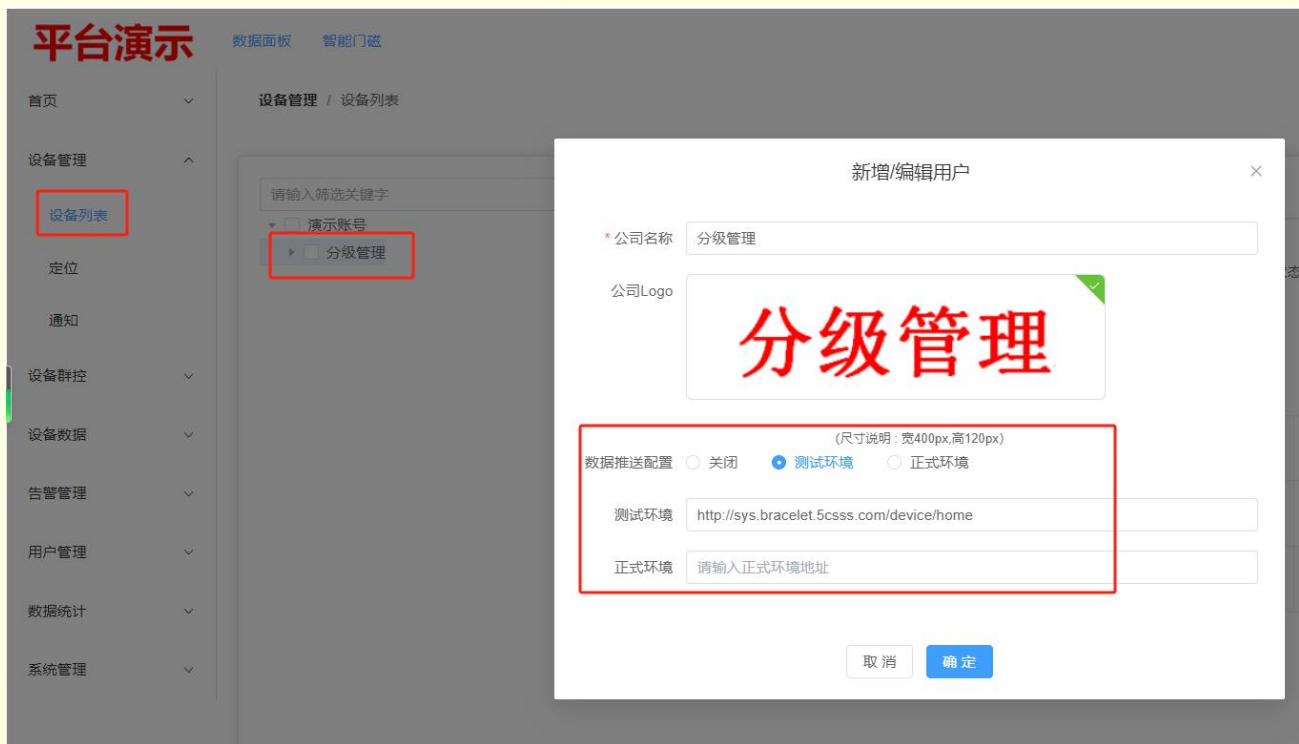 平台演示
数据面板 智能门磁
首页
设备管理 / 设备列表
设备管理
设备列表
定位
通知
设备群控
设备数据
告警管理
用户管理
数据统计
系统管理
请输入筛选关键字
演示账号
分级管理
新增/编辑用户
* 公司名称 分级管理
公司Logo
分级管理
(尺寸说明 : 宽400px,高120px)
数据推送配置 关闭 测试环境 正式环境
测试环境 http://sys.bracelet.5csss.com/device/home
正式环境 请输入正式环境地址
取 消 确 定